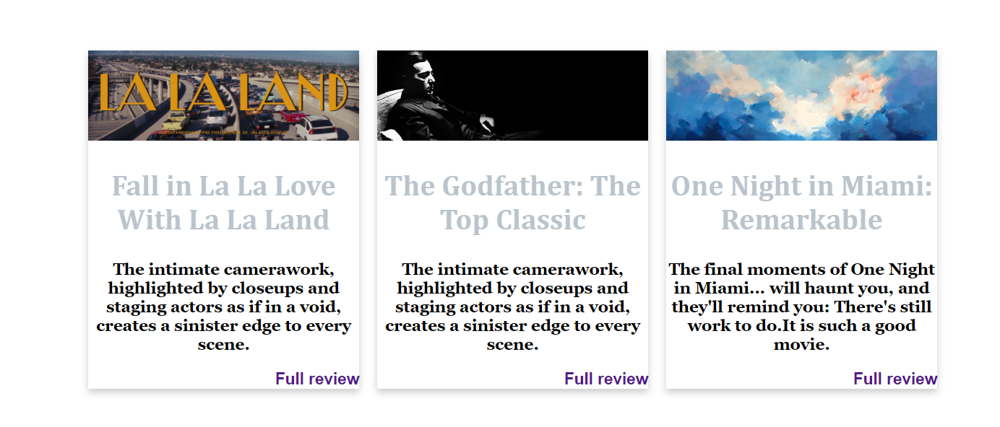 LA LA LAND
Fall in La La Love
With La La Land
The intimate camerawork,
highlighted by closeups and
staging actors as if in a void,
creates a sinister edge to every
scene.
Full review
The Godfather: The
Top Classic
The intimate camerawork,
highlighted by closeups and
staging actors as if in a void,
creates a sinister edge to every
scene.
Full review
One Night in Miami:
Remarkable
The final moments of One Night
in Miami... will haunt you, and
they'll remind you: There's still
work to do.It is such a good
movie.
Full review